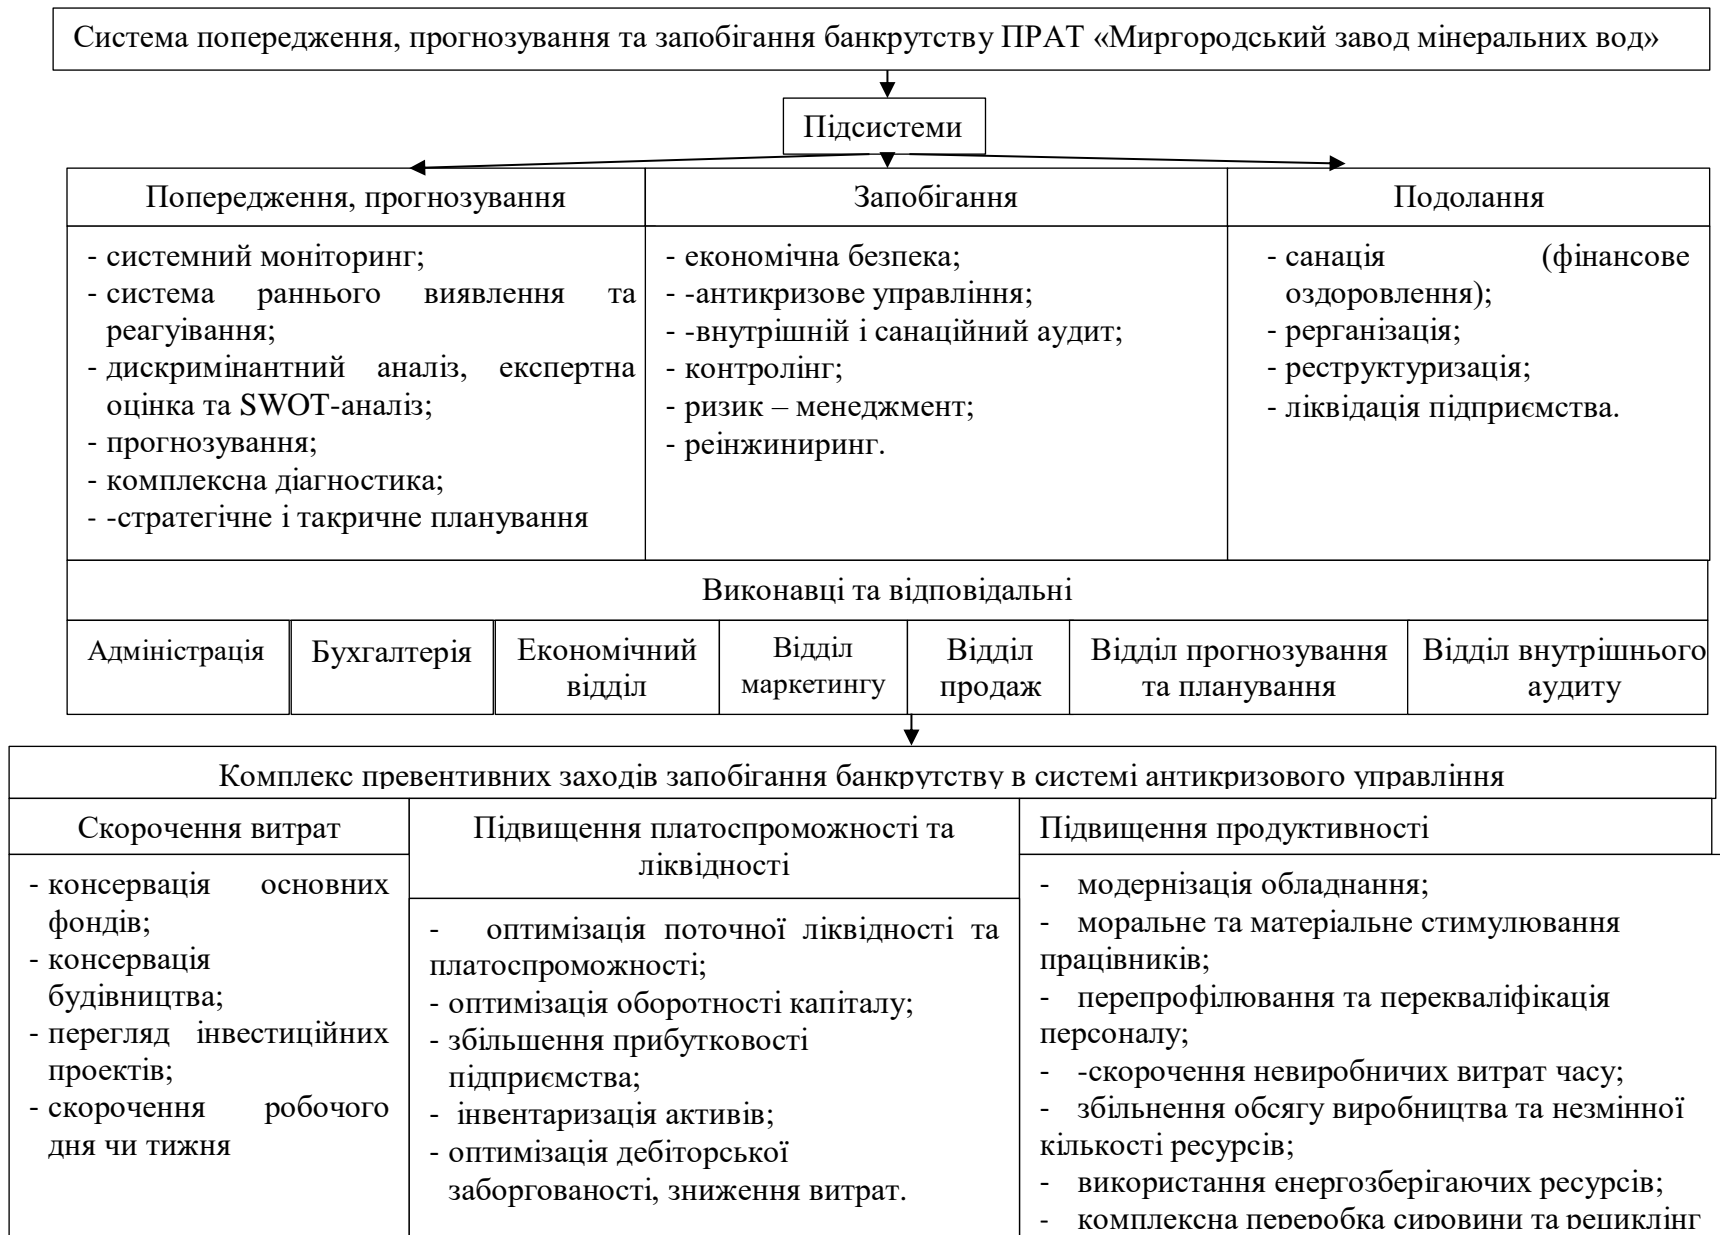 Система попередження, прогнозування та запобігання банкрутству ПРАТ «Миргородський завод мінеральних вод»
Підсистеми
Попередження, прогнозування
- системний моніторинг;
- система раннього виявлення та
реагуівання;
- дискримінантний аналіз, експертна
оцінка та SWOT-аналіз;
- прогнозування;
- комплексна діагностика;
- -стратегічне і такричне планування
Запобігання
- економічна безпека;
- -антикризове управління;
- -внутрішній і санаційний аудит;
- контролінг;
- ризик – менеджмент;
- реінжиниринг.
Подолання
- санація (фінансове
оздоровлення);
- рерганізація;
- реструктуризація;
- ліквідація підприємства.
Виконавці та відповідальні
Адміністрація
Бухгалтерія
Економічний
відділ
Відділ
маркетингу
Відділ
продаж
Відділ прогнозування
та планування
Відділ внутрішнього
аудиту
Комплекс превентивних заходів запобігання банкрутству в системі антикризового управління
Скорочення витрат
- консервація основних
фондів;
- консервація
будівництва;
- перегляд інвестиційних
проектів;
- скорочення робочого
дня чи тижня
Підвищення платоспроможності та
ліквідності
- оптимізація поточної ліквідності та
платоспроможності;
- оптимізація оборотності капіталу;
- збільшення прибутковості
підприємства;
- інвентаризація активів;
- оптимізація дебіторської
заборгованості, зниження витрат.
Підвищення продуктивності
- модернізація обладнання;
- моральне та матеріальне стимулювання
працівників;
- перепрофілювання та перекваліфікація
персоналу;
- -скорочення невиробничих витрат часу;
- збільнення обсягу виробництва та незмінної
кількості ресурсів;
- використання енергозберігаючих ресурсів;
- комплексна переробка сировини та рециклінг